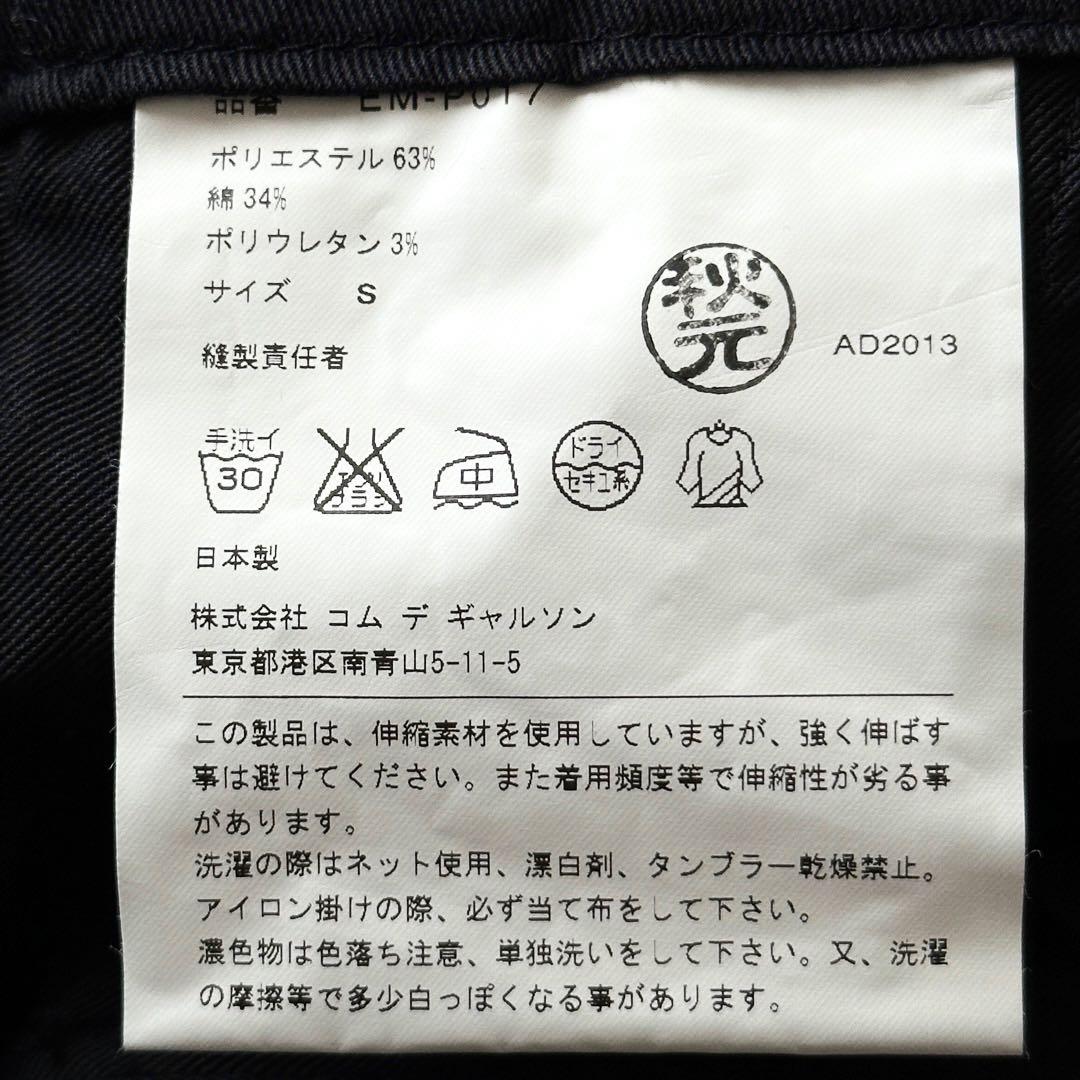 品番 EM-P017
ポリエステル 63%
綿 34%
ポリウレタン 3%
サイズ S
縫製責任者
秋元
AD2013
手洗イ
30
エンソ
サラシ
中
ドライ
セキユ系
日本製
株式会社 コム デ ギャルソン
東京都港区南青山5-11-5
この製品は、伸縮素材を使用していますが、強く伸ばす
事は避けてください。また着用頻度等で伸縮性が劣る事
があります。
洗濯の際はネット使用、漂白剤、タンブラー乾燥禁止。
アイロン掛けの際、必ず当て布をして下さい。
濃色物は色落ち注意、単独洗いをして下さい。又、洗濯
の摩擦等で多少白っぽくなる事があります。